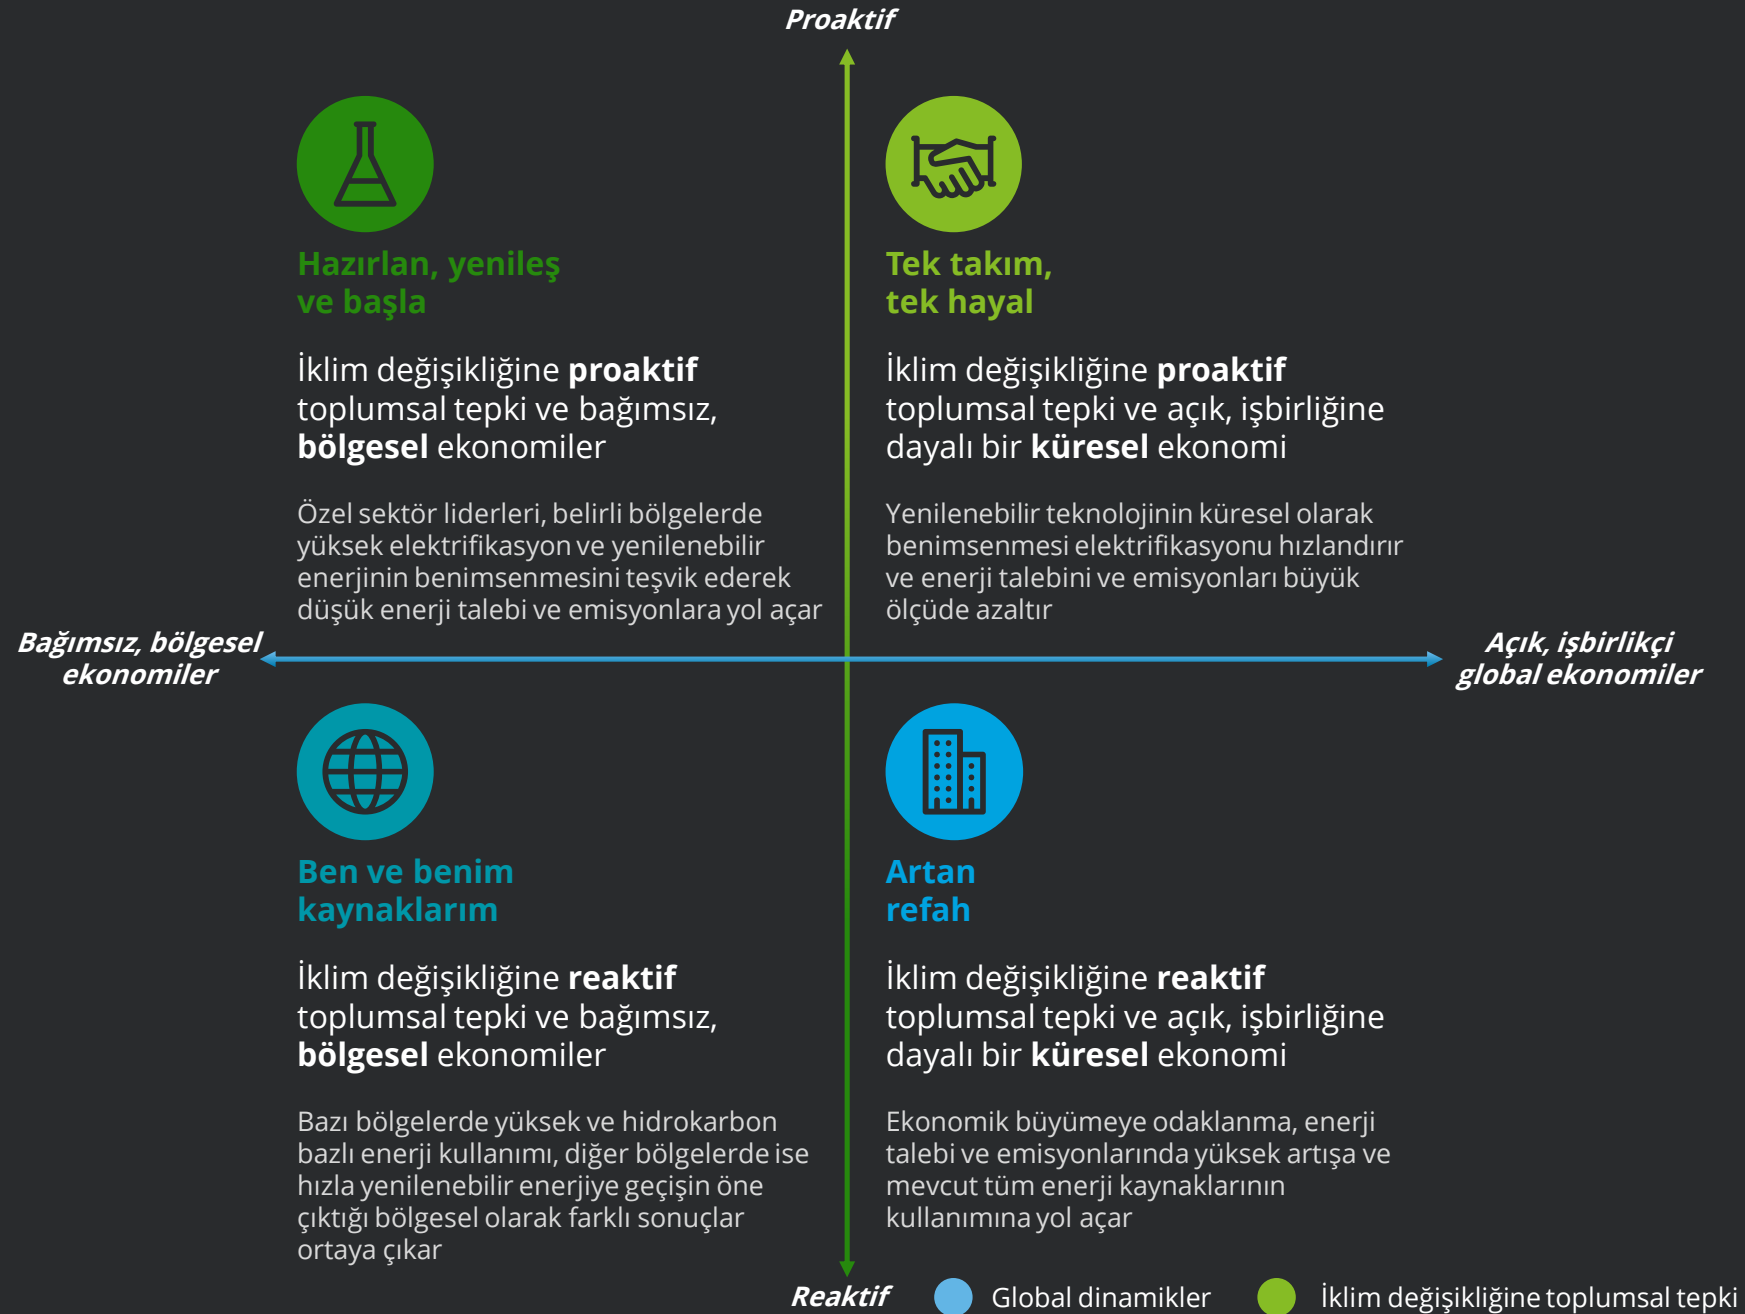 Proaktif
Hazırlan, yenileş
ve başla
İklim değişikliğine proaktif
toplumsal tepki ve bağımsız,
bölgesel ekonomiler
Özel sektör liderleri, belirli bölgelerde
yüksek elektrifikasyon ve yenilenebilir
enerjinin benimsenmesini teşvik ederek
düşük enerji talebi ve emisyonlara yol açar
Tek takım,
tek hayal
İklim değişikliğine proaktif
toplumsal tepki ve açık, işbirliğine
dayalı bir küresel ekonomi
Yenilenebilir teknolojinin küresel olarak
benimsenmesi elektrifikasyonu hızlandırır
ve enerji talebini ve emisyonları büyük
ölçüde azaltır
Bağımsız, bölgesel
ekonomiler
Açık, işbirlikçi
global ekonomiler
Ben ve benim
kaynaklarım
İklim değişikliğine reaktif
toplumsal tepki ve bağımsız,
bölgesel ekonomiler
Bazı bölgelerde yüksek ve hidrokarbon
bazlı enerji kullanımı, diğer bölgelerde ise
hızla yenilenebilir enerjiye geçişin öne
çıktığı bölgesel olarak farklı sonuçlar
ortaya çıkar
Artan
refah
İklim değişikliğine reaktif
toplumsal tepki ve açık, işbirliğine
dayalı bir küresel ekonomi
Ekonomik büyümeye odaklanma, enerji
talebi ve emisyonlarında yüksek artışa ve
mevcut tüm enerji kaynaklarının
kullanımına yol açar
Reaktif
Global dinamikler
İklim değişikliğine toplumsal tepki